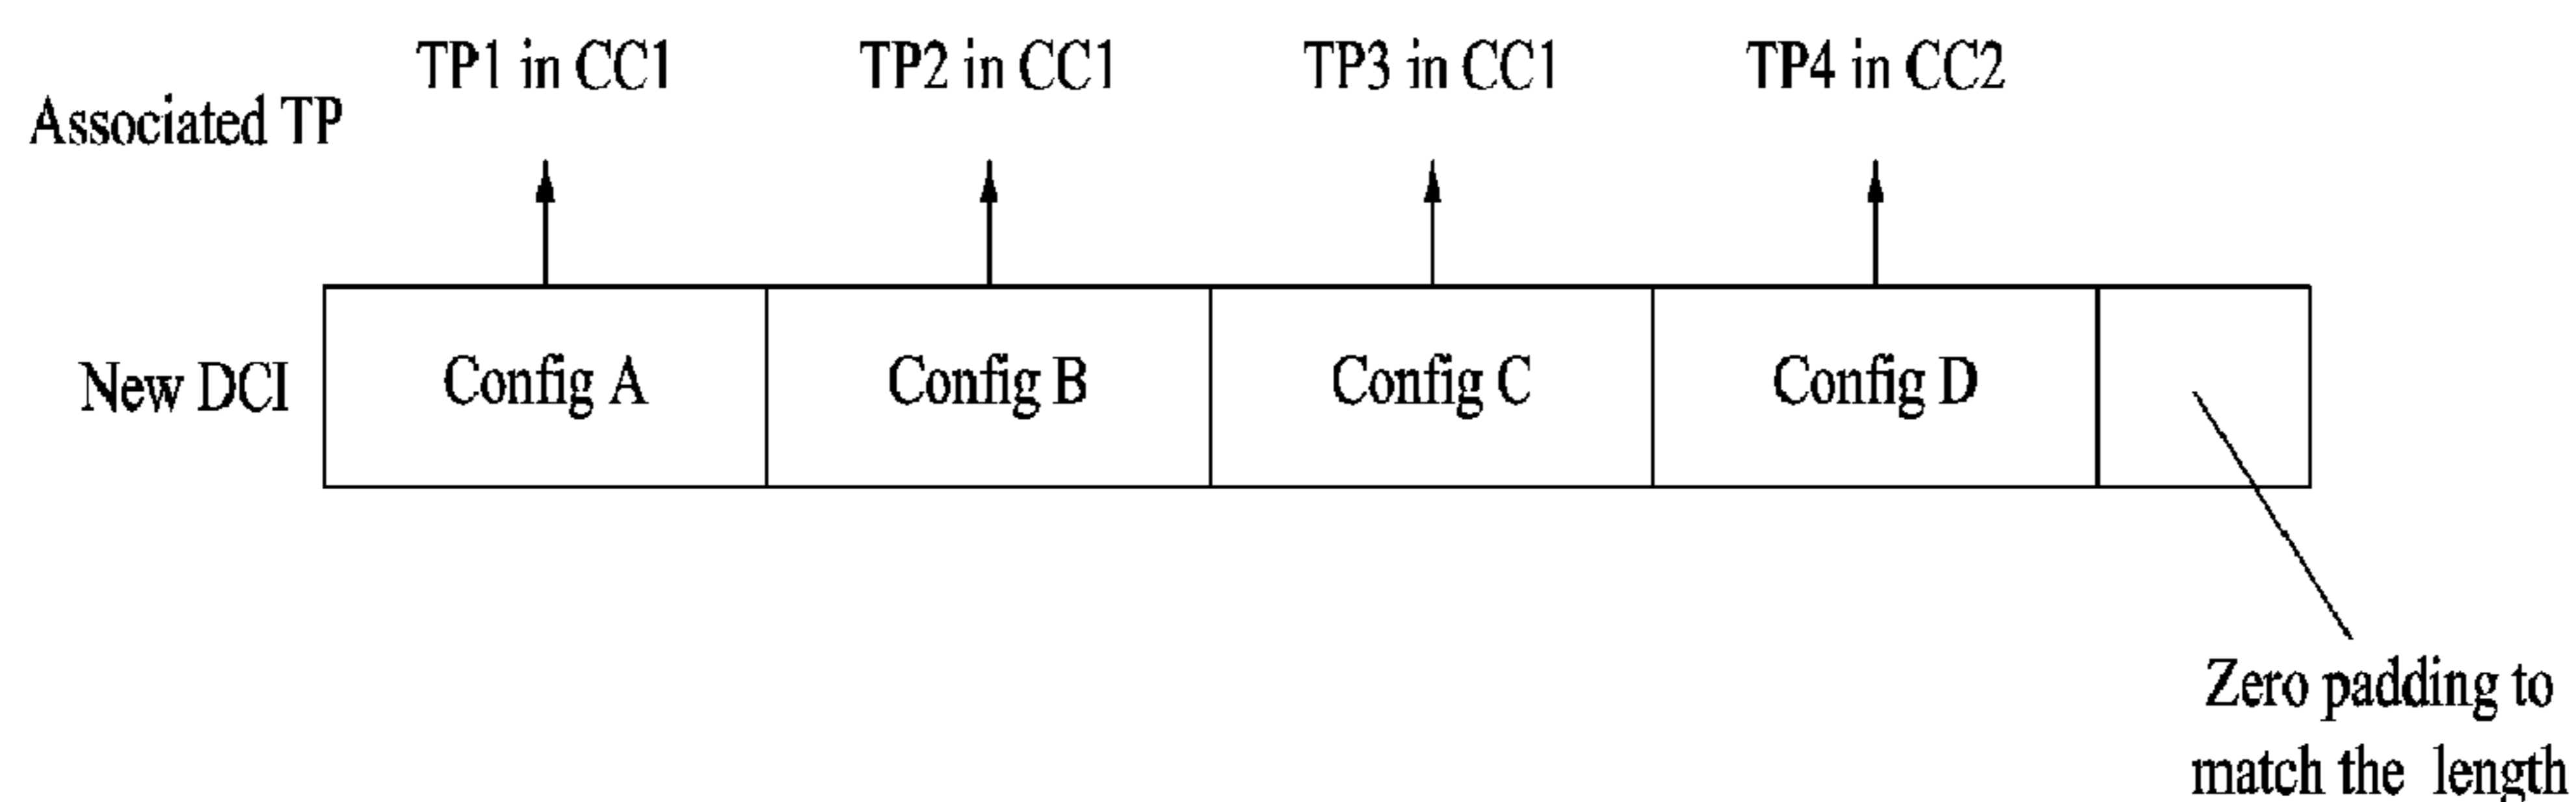 TP1 in CC1 TP2 in CC1 TP3 in CC1 TP4 in CC2
Associated TP
New DCI Config A Config B Config C Config D
Zero padding to
match the length